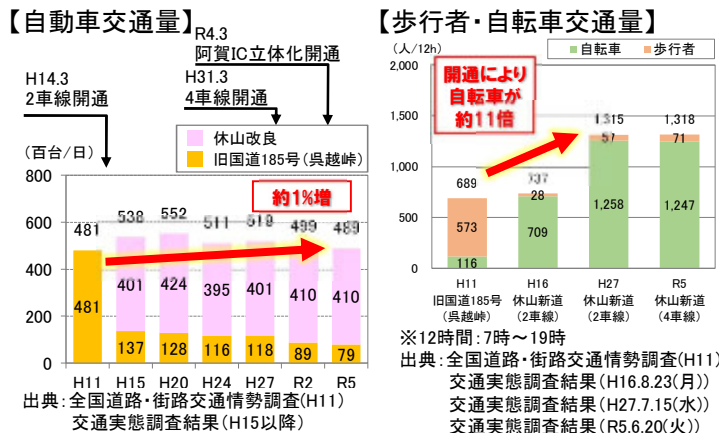 【自動車交通量】
H14.3
2車線開通
R4.3
阿賀IC立体化開通
H31.3
4車線開通
(百台/日)
休山改良
旧国道185号(呉越峠)
約1%増
800
600
400
200
0
481
538
552
511
519
499
489
401
424
395
401
410
410
481
137
128
116
118
89
79
H11
H15
H20
H24
H27
R2
R5
出典:全国道路・街路交通情勢調査(H11)
交通実態調査結果(H15以降)
【歩行者・自転車交通量】
(人/12h)
自転車
歩行者
開通により
自転車が
約11倍
2,000
1,500
1,000
500
0
689
737
1,315
1,318
573
28
57
71
116
709
1,258
1,247
H11
旧国道185号
(呉越峠)
H16
休山新道
(2車線)
H27
休山新道
(2車線)
R5
休山新道
(4車線)
※12時間:7時~19時
出典:全国道路・街路交通情勢調査(H11)
交通実態調査結果(H16.8.23(月))
交通実態調査結果(H27.7.15(水))
交通実態調査結果(R5.6.20(火))